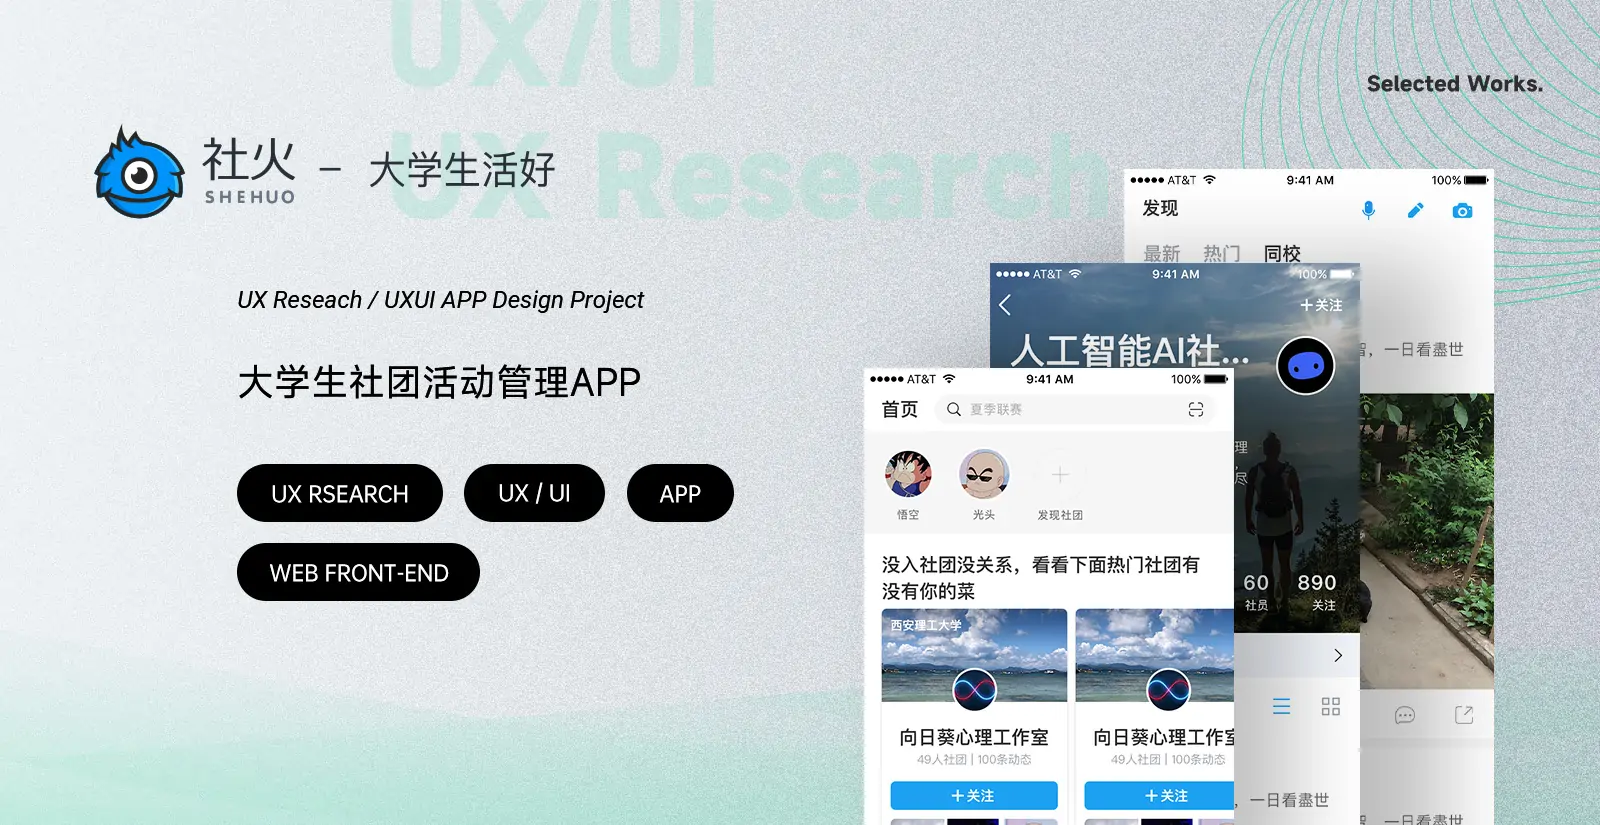 UX/UI
UX Research
Selected Works.
社火
SHEHUO
– 大学生活好
UX Reseach / UXUI APP Design Project
大学生社团活动管理APP
UX RSEARCH
UX / UI
APP
WEB FRONT-END
AT&T 9:41 AM 100%
发现
最新 热门 同校
，一日看盡世
AT&T 9:41 AM 100%
＋关注
人工智能AI社...
理
，
尽
60 890
社员 关注
，一日看盡世
，一日看盡世
AT&T 9:41 AM 100%
首页 夏季联赛
悟空 光头 发现社团
没入社团没关系，看看下面热门社团有
没有你的菜
西安理工大学
向日葵心理工作室 向日葵心理工作室
49人社团 | 100条动态 49人社团 | 100条动态
＋关注 ＋关注